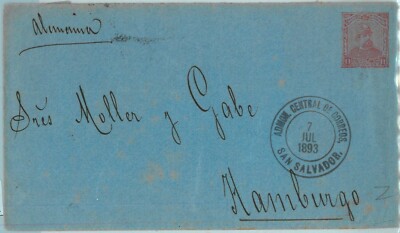 Alemania
Sres Moller y Gabe
ADMON. CENTRAL DE CORREOS.
7
JUL
1893
SAN SALVADOR.
Hamburgo